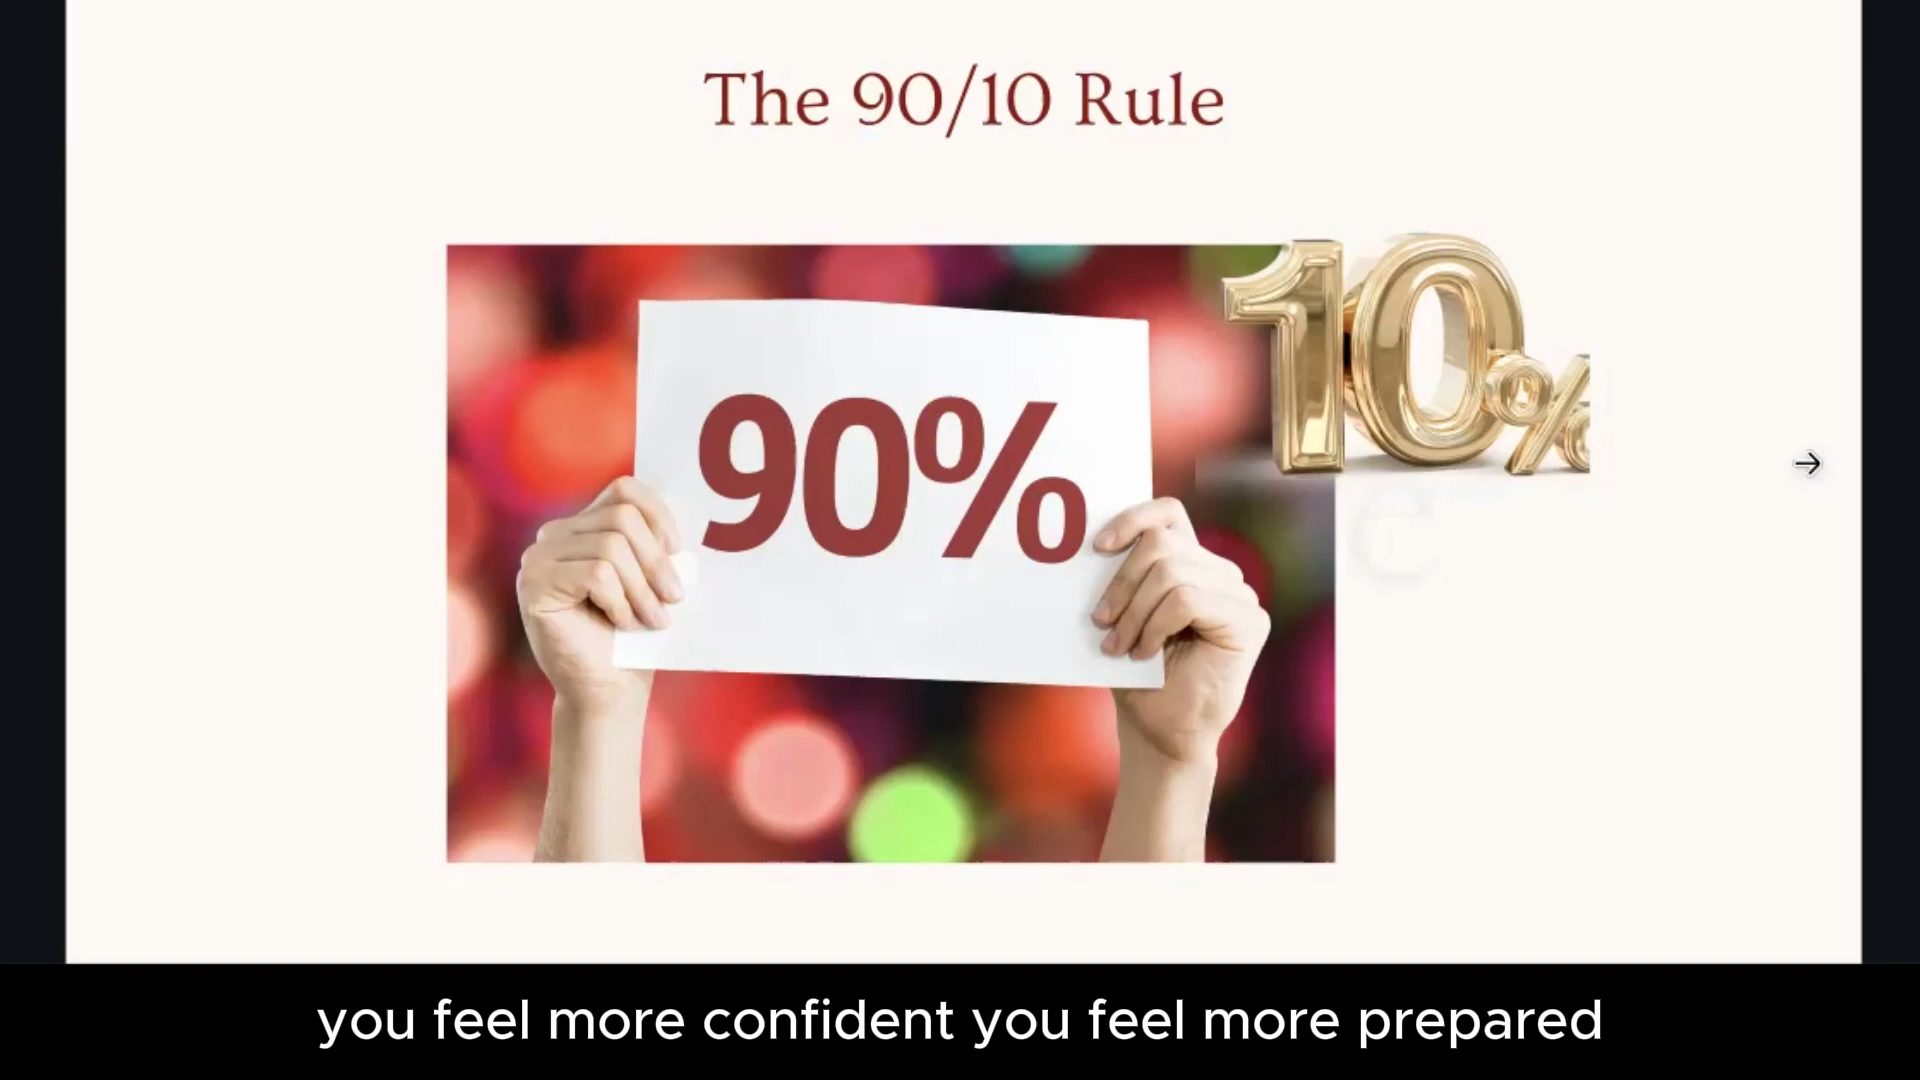 The 90/10 Rule
10%
90%
you feel more confident you feel more prepared